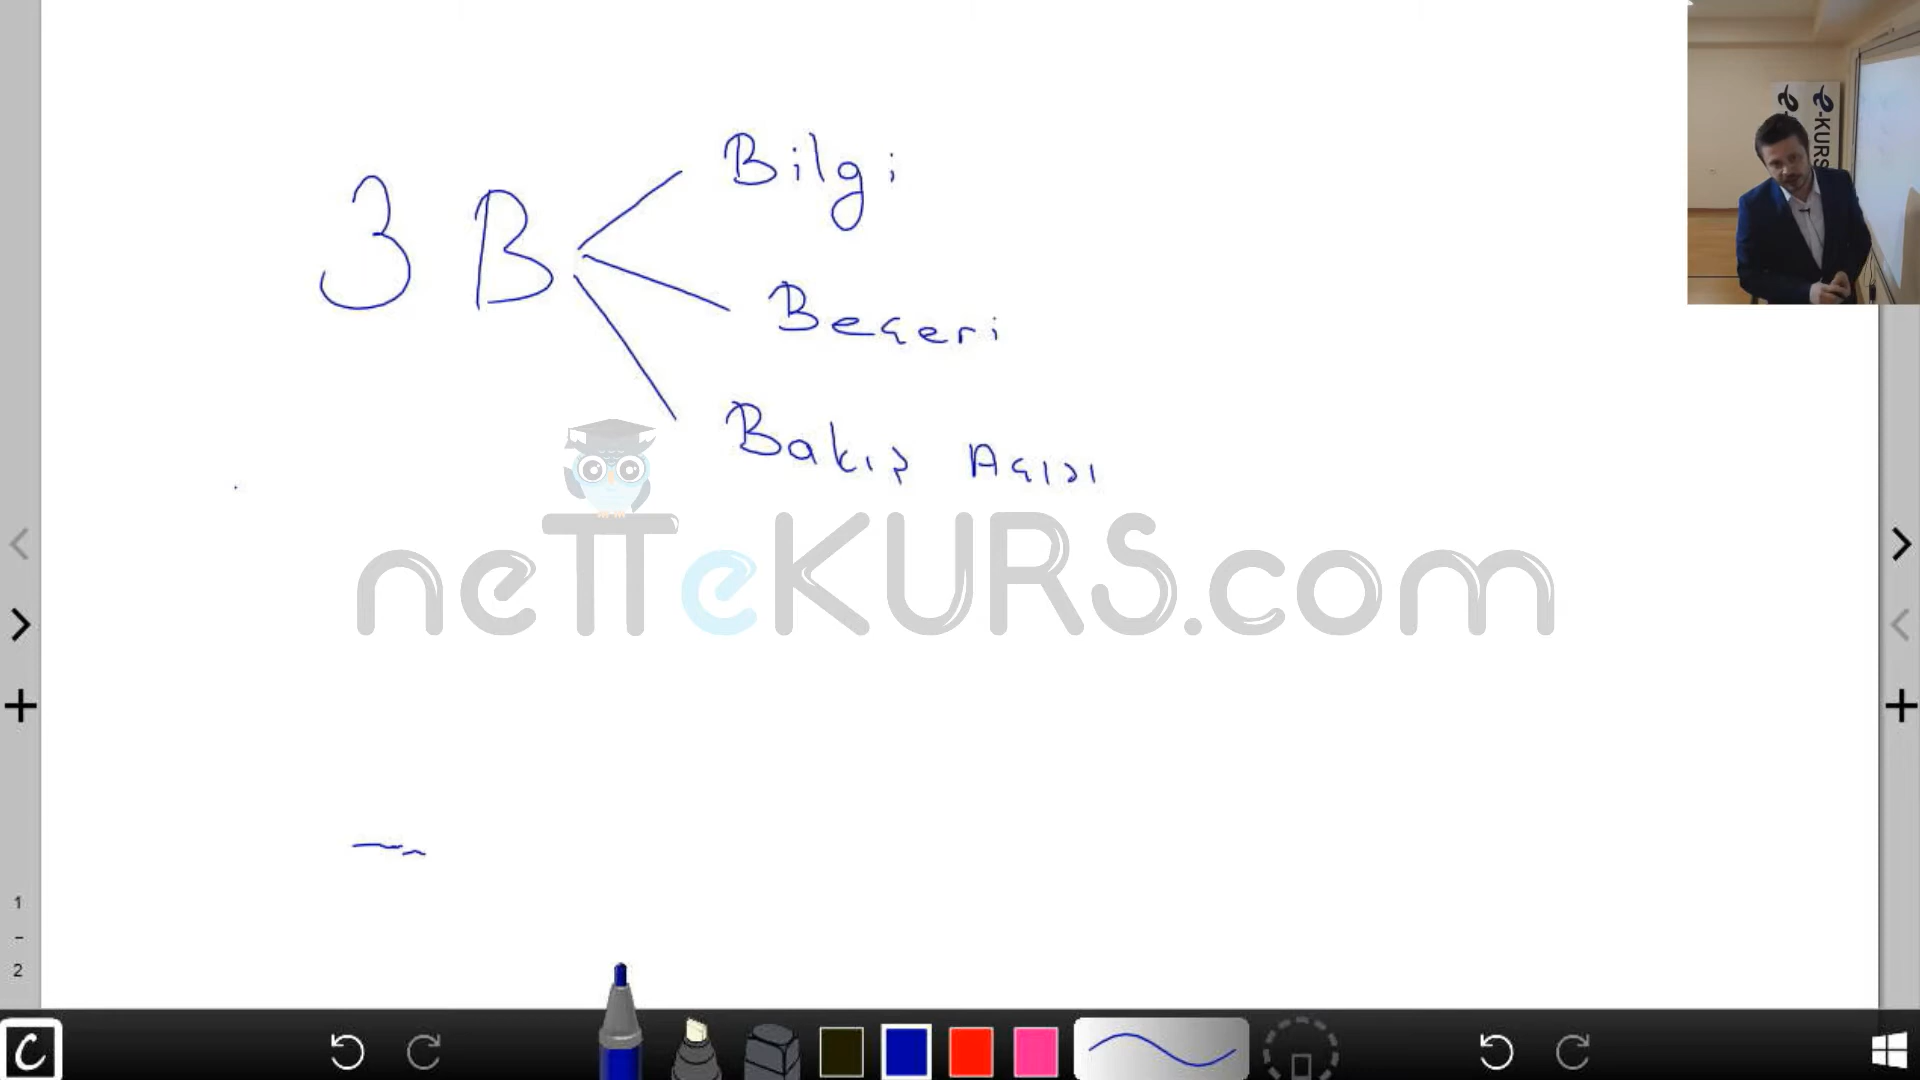 3 B
Bilgi
Beceri
Bakış Açısı
neTTeKURS.com
e-KURS
1
-
2